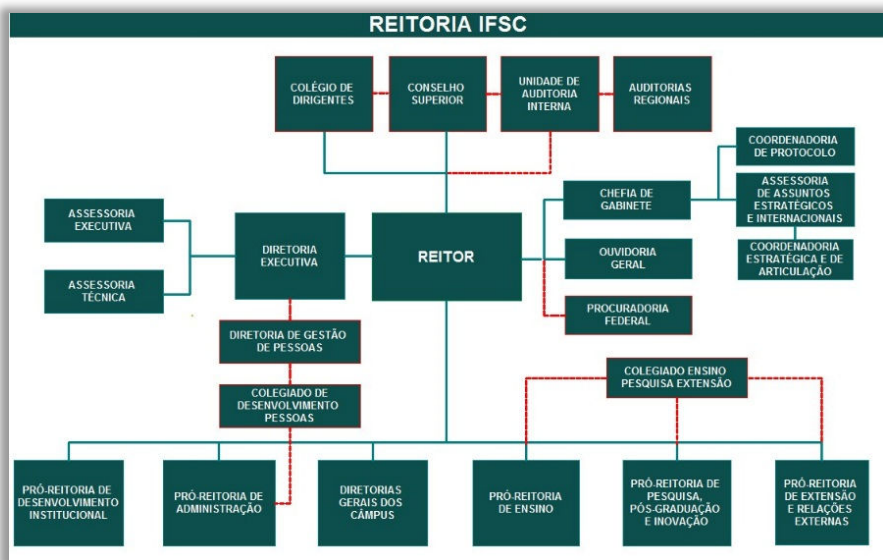 REITORIA IFSC
COLÉGIO DE
DIRIGENTES
CONSELHO
SUPERIOR
UNIDADE DE
AUDITORIA
INTERNA
AUDITORIAS
REGIONAIS
COORDENADORIA
DE PROTOCOLO
CHEFIA DE
GABINETE
ASSESSORIA
DE ASSUNTOS
ESTRATÉGICOS
E INTERNACIONAIS
ASSESSORIA
EXECUTIVA
DIRETORIA
EXECUTIVA
REITOR
OUVIDORIA
GERAL
COORDENADORIA
ESTRATÉGICA E DE
ARTICULAÇÃO
ASSESSORIA
TÉCNICA
PROCURADORIA
FEDERAL
DIRETORIA DE GESTÃO
DE PESSOAS
COLEGIADO DE
DESENVOLVIMENTO
PESSOAS
COLEGIADO ENSINO
PESQUISA EXTENSÃO
PRÓ-REITORIA DE
DESENVOLVIMENTO
INSTITUCIONAL
PRÓ-REITORIA DE
ADMINISTRAÇÃO
DIRETORIAS
GERAIS DOS
CÂMPUS
PRÓ-REITORIA
DE ENSINO
PRÓ-REITORIA DE
PESQUISA,
PÓS-GRADUAÇÃO
E INOVAÇÃO
PRÓ-REITORIA
DE EXTENSÃO
E RELAÇÕES
EXTERNAS